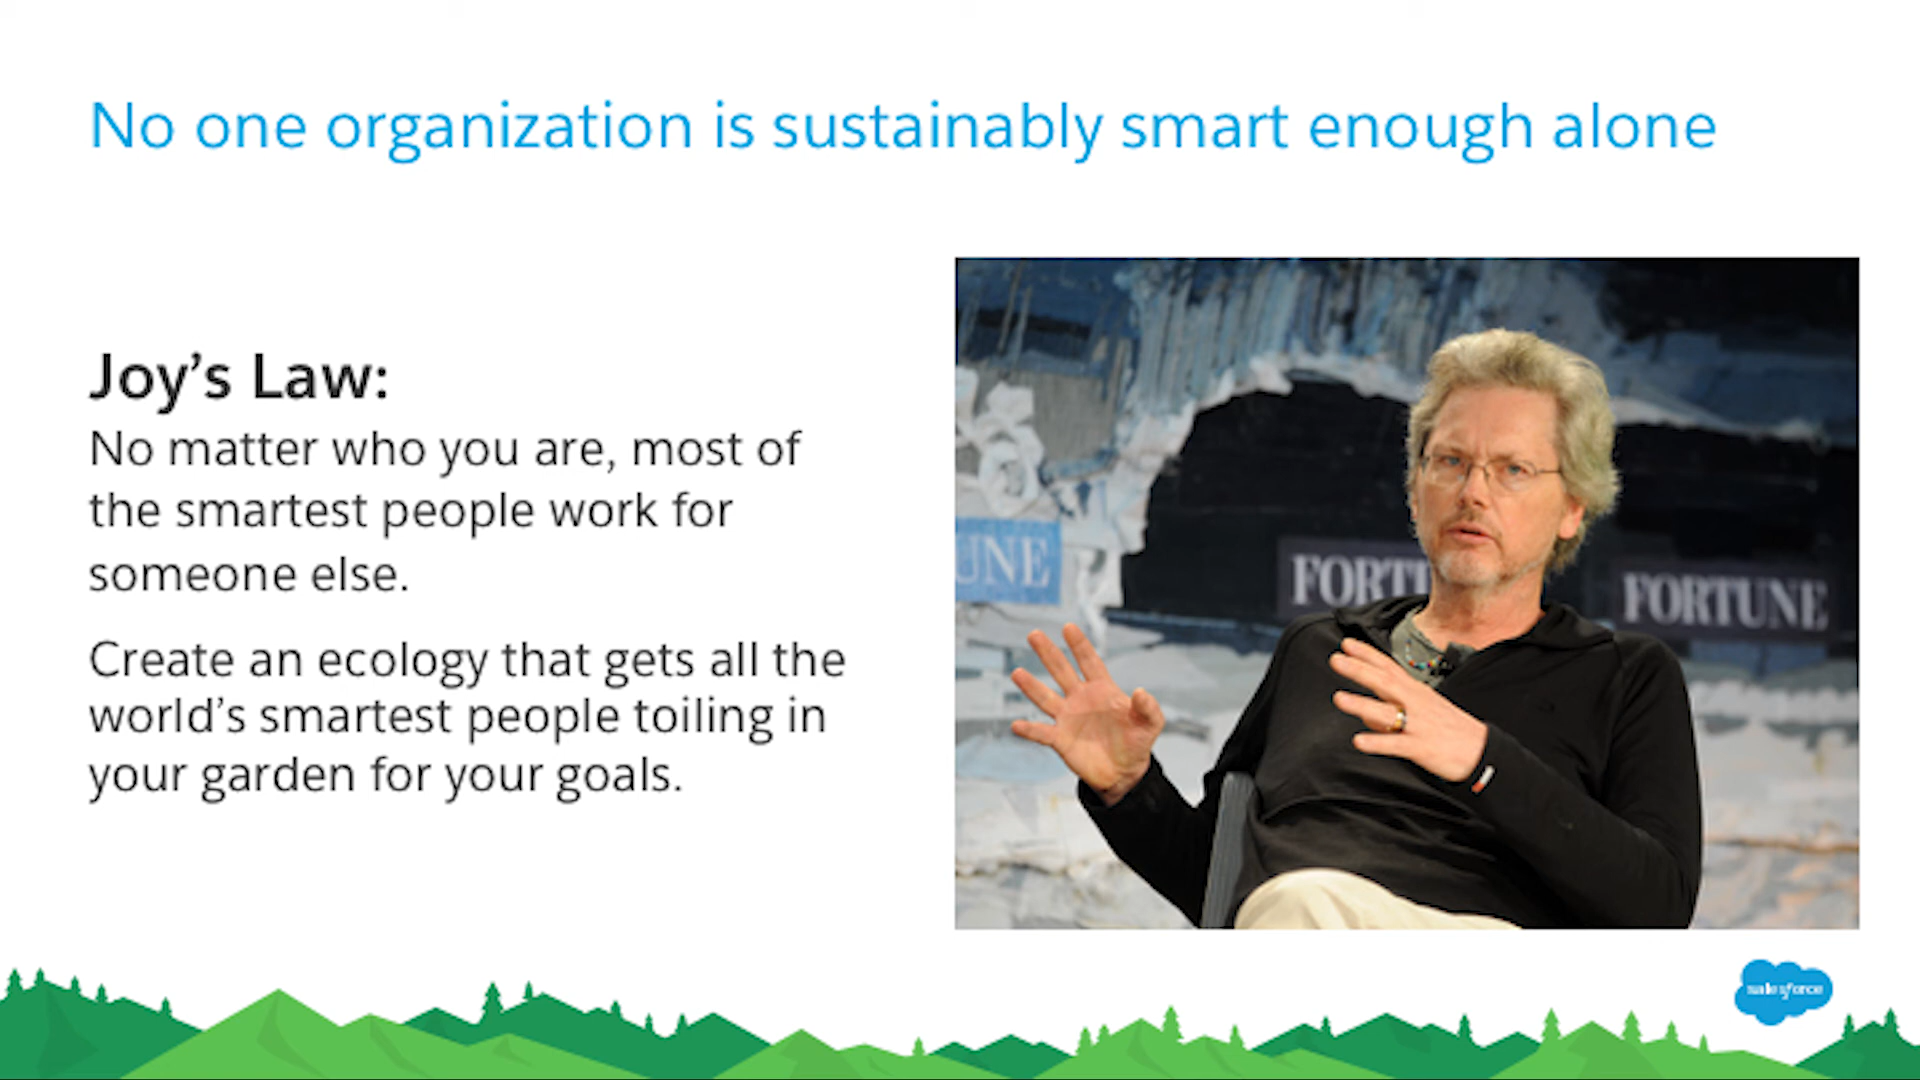 No one organization is sustainably smart enough alone
Joy’s Law:
No matter who you are, most of
the smartest people work for
someone else.
Create an ecology that gets all the
world’s smartest people toiling in
your garden for your goals.
UNE
FORTU
FORTUNE
salesforce